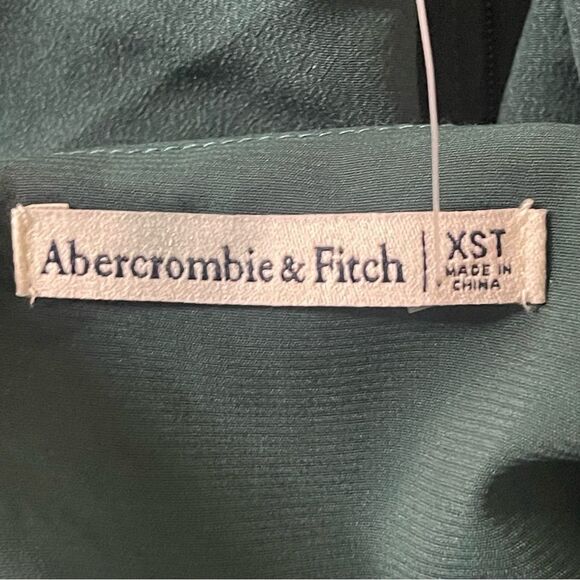 Abercrombie & Fitch | XST
MADE IN
CHINA